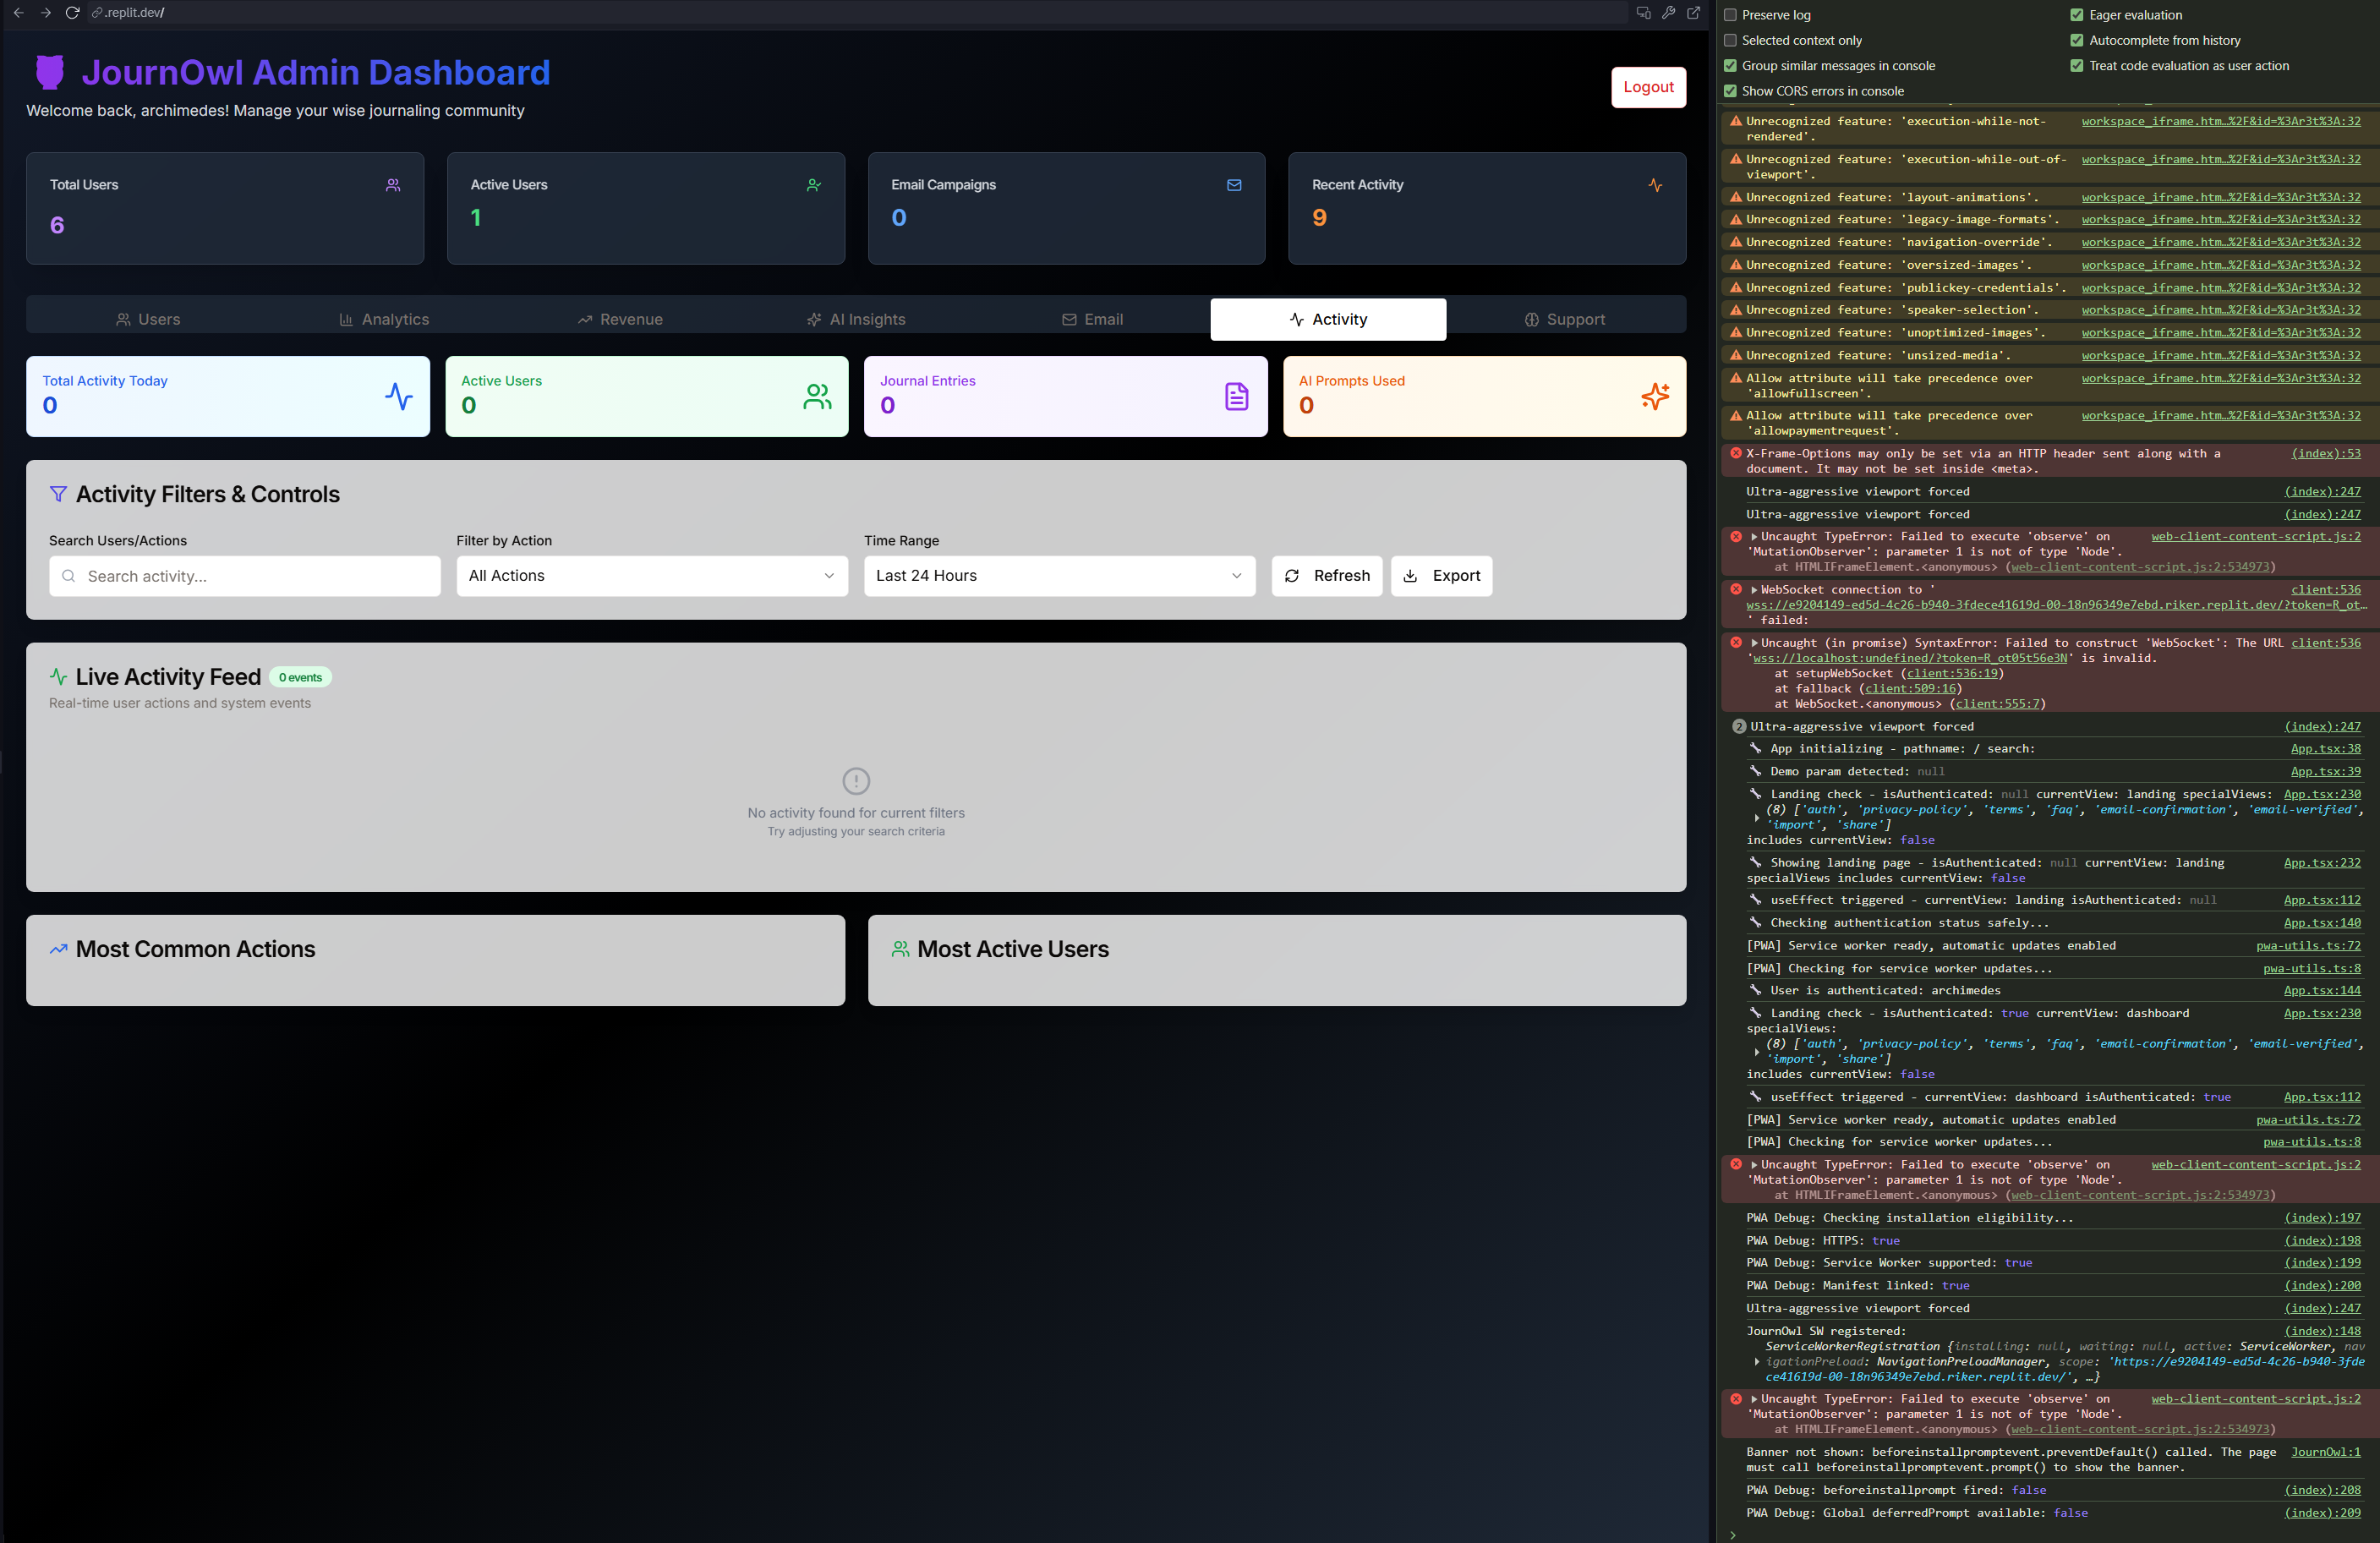 .replit.dev/
JournOwl Admin Dashboard
Welcome back, archimedes! Manage your wise journaling community
Logout
Total Users
6
Active Users
1
Email Campaigns
0
Recent Activity
9
Users
Analytics
Revenue
AI Insights
Email
Activity
Support
Total Activity Today
0
Active Users
0
Journal Entries
0
AI Prompts Used
0
Activity Filters & Controls
Search Users/Actions
Search activity...
Filter by Action
All Actions
Time Range
Last 24 Hours
Refresh
Export
Live Activity Feed 0 events
Real-time user actions and system events
No activity found for current filters
Try adjusting your search criteria
Most Common Actions
Most Active Users
Preserve log
Eager evaluation
Selected context only
Autocomplete from history
Group similar messages in console
Treat code evaluation as user action
Show CORS errors in console
Unrecognized feature: 'execution-while-not- workspace_iframe.htm…%2F&id=%3Ar3t%3A:32
rendered'.
Unrecognized feature: 'execution-while-out-of- workspace_iframe.htm…%2F&id=%3Ar3t%3A:32
viewport'.
Unrecognized feature: 'layout-animations'. workspace_iframe.htm…%2F&id=%3Ar3t%3A:32
Unrecognized feature: 'legacy-image-formats'. workspace_iframe.htm…%2F&id=%3Ar3t%3A:32
Unrecognized feature: 'navigation-override'. workspace_iframe.htm…%2F&id=%3Ar3t%3A:32
Unrecognized feature: 'oversized-images'. workspace_iframe.htm…%2F&id=%3Ar3t%3A:32
Unrecognized feature: 'publickey-credentials'. workspace_iframe.htm…%2F&id=%3Ar3t%3A:32
Unrecognized feature: 'speaker-selection'. workspace_iframe.htm…%2F&id=%3Ar3t%3A:32
Unrecognized feature: 'unoptimized-images'. workspace_iframe.htm…%2F&id=%3Ar3t%3A:32
Unrecognized feature: 'unsized-media'. workspace_iframe.htm…%2F&id=%3Ar3t%3A:32
Allow attribute will take precedence over workspace_iframe.htm…%2F&id=%3Ar3t%3A:32
'allowfullscreen'.
Allow attribute will take precedence over workspace_iframe.htm…%2F&id=%3Ar3t%3A:32
'allowpaymentrequest'.
X-Frame-Options may only be set via an HTTP header sent along with a (index):53
document. It may not be set inside <meta>.
Ultra-aggressive viewport forced (index):247
Ultra-aggressive viewport forced (index):247
Uncaught TypeError: Failed to execute 'observe' on web-client-content-script.js:2
'MutationObserver': parameter 1 is not of type 'Node'.
at HTMLIFrameElement.<anonymous> (web-client-content-script.js:2:534973)
WebSocket connection to ' client:536
wss://e9204149-ed5d-4c26-b940-3fdece41619d-00-18n96349e7ebd.riker.replit.dev/?token=R_ot…
' failed:
Uncaught (in promise) SyntaxError: Failed to construct 'WebSocket': The URL client:536
'wss://localhost:undefined/?token=R_ot05t56e3N' is invalid.
at setupWebSocket (client:536:19)
at fallback (client:509:16)
at WebSocket.<anonymous> (client:555:7)
2 Ultra-aggressive viewport forced (index):247
App initializing - pathname: / search: App.tsx:38
Demo param detected: null App.tsx:39
Landing check - isAuthenticated: null currentView: landing specialViews: App.tsx:230
(8) ['auth', 'privacy-policy', 'terms', 'faq', 'email-confirmation', 'email-verified',
'import', 'share']
includes currentView: false
Showing landing page - isAuthenticated: null currentView: landing App.tsx:232
specialViews includes currentView: false
useEffect triggered - currentView: landing isAuthenticated: null App.tsx:112
Checking authentication status safely... App.tsx:140
[PWA] Service worker ready, automatic updates enabled pwa-utils.ts:72
[PWA] Checking for service worker updates... pwa-utils.ts:8
User is authenticated: archimedes App.tsx:144
Landing check - isAuthenticated: true currentView: dashboard App.tsx:230
specialViews:
(8) ['auth', 'privacy-policy', 'terms', 'faq', 'email-confirmation', 'email-verified',
'import', 'share']
includes currentView: false
useEffect triggered - currentView: dashboard isAuthenticated: true App.tsx:112
[PWA] Service worker ready, automatic updates enabled pwa-utils.ts:72
[PWA] Checking for service worker updates... pwa-utils.ts:8
Uncaught TypeError: Failed to execute 'observe' on web-client-content-script.js:2
'MutationObserver': parameter 1 is not of type 'Node'.
at HTMLIFrameElement.<anonymous> (web-client-content-script.js:2:534973)
PWA Debug: Checking installation eligibility... (index):197
PWA Debug: HTTPS: true (index):198
PWA Debug: Service Worker supported: true (index):199
PWA Debug: Manifest linked: true (index):200
Ultra-aggressive viewport forced (index):247
JournOwl SW registered: (index):148
ServiceWorkerRegistration {installing: null, waiting: null, active: ServiceWorker, nav
igationPreload: NavigationPreloadManager, scope: 'https://e9204149-ed5d-4c26-b940-3fde
ce41619d-00-18n96349e7ebd.riker.replit.dev/', …}
Uncaught TypeError: Failed to execute 'observe' on web-client-content-script.js:2
'MutationObserver': parameter 1 is not of type 'Node'.
at HTMLIFrameElement.<anonymous> (web-client-content-script.js:2:534973)
Banner not shown: beforeinstallpromptevent.preventDefault() called. The page JournOwl:1
must call beforeinstallpromptevent.prompt() to show the banner.
PWA Debug: beforeinstallprompt fired: false (index):208
PWA Debug: Global deferredPrompt available: false (index):209